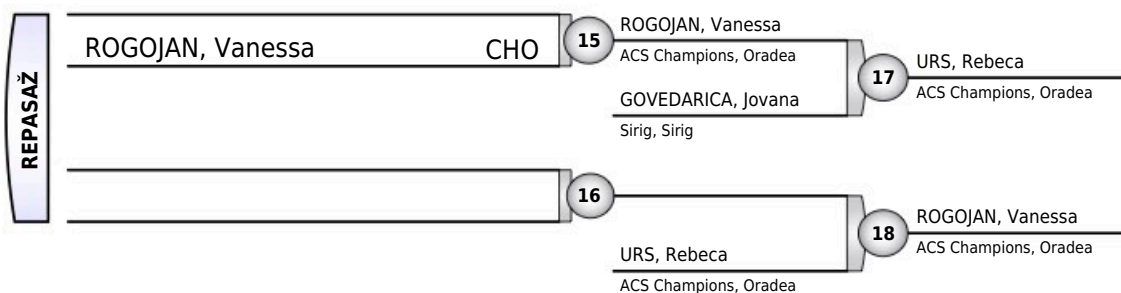 REPASAŽ
ROGOJAN, Vanessa CHO
15
ROGOJAN, Vanessa
ACS Champions, Oradea
GOVEDARICA, Jovana
Sirig, Sirig
17
URS, Rebeca
ACS Champions, Oradea
16
URS, Rebeca
ACS Champions, Oradea
18
ROGOJAN, Vanessa
ACS Champions, Oradea